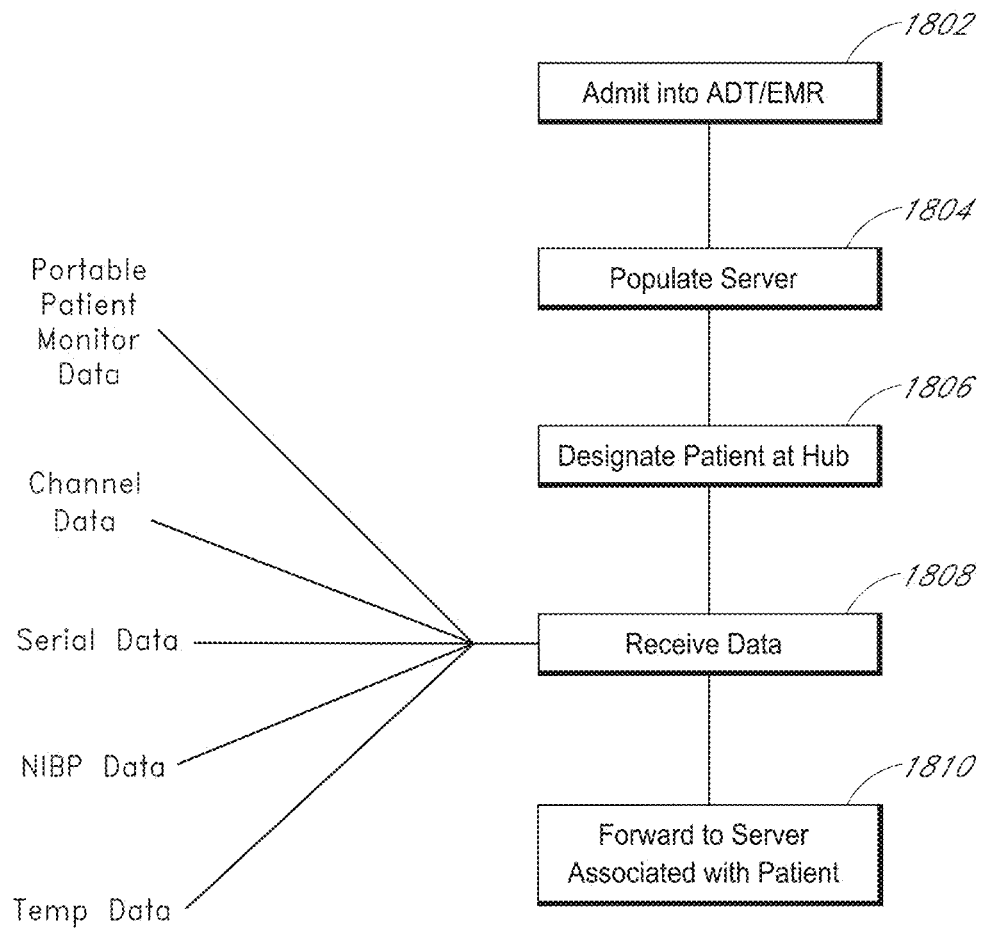 1802
Admit into ADT/EMR
1804
Populate Server
Portable
Patient
Monitor
Data
1806
Designate Patient at Hub
Channel
Data
1808
Serial Data
Receive Data
NIBP Data
1810
Forward to Server
Associated with Patient
Temp Data